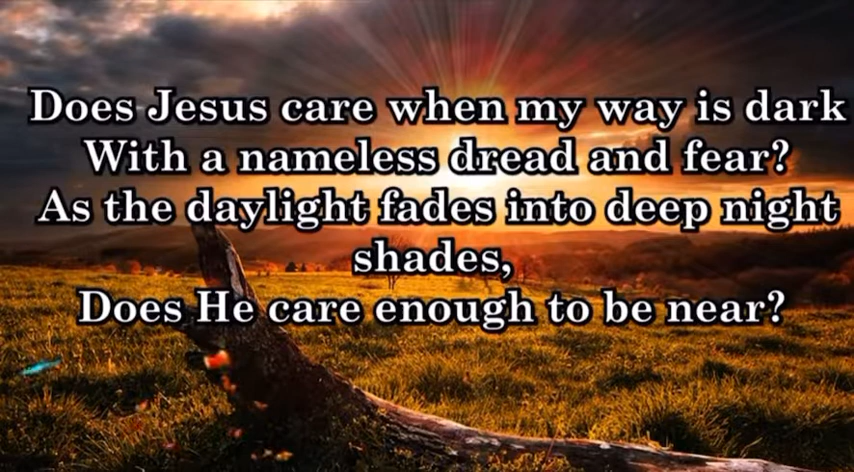 Does Jesus care when my way is dark
With a nameless dread and fear?
As the daylight fades into deep night
shades,
Does He care enough to be near?